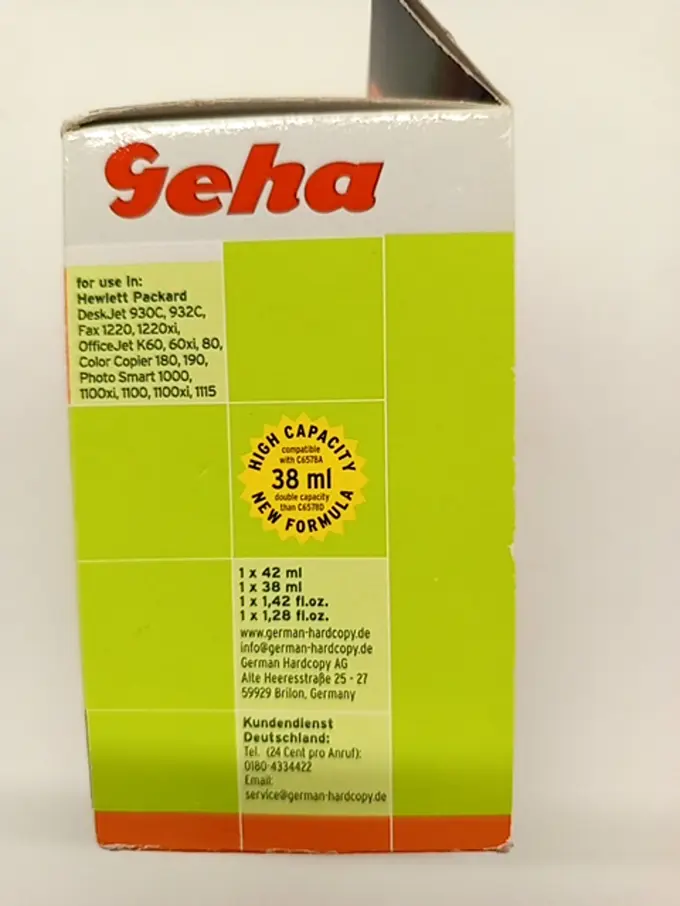 Geha
for use in:
Hewlett Packard
DeskJet 930C, 932C,
Fax 1220, 1220xi,
OfficeJet K60, 60xi, 80,
Color Copier 180, 190,
Photo Smart 1000,
1100xi, 1100, 1100xi, 1115
HIGH CAPACITY
compatible
with C6578A
38 ml
double capacity
than C6578D
NEW FORMULA
1 x 42 ml
1 x 38 ml
1 x 1,42 fl.oz.
1 x 1,28 fl.oz.
www.german-hardcopy.de
info@german-hardcopy.de
German Hardcopy AG
Alte Heeresstraße 25 - 27
59929 Brilon, Germany
Kundendienst
Deutschland:
Tel. (24 Cent pro Anruf):
0180-4334422
Email:
service@german-hardcopy.de